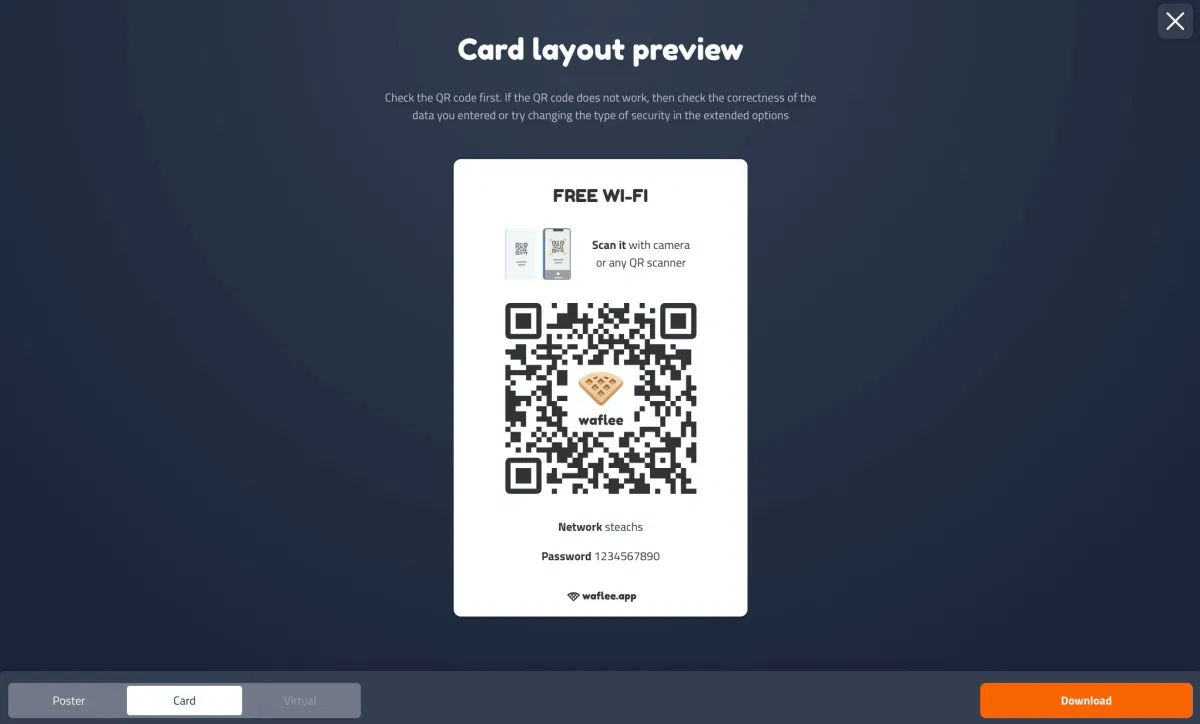 Card layout preview
Check the QR code first. If the QR code does not work, then check the correctness of the
data you entered or try changing the type of security in the extended options
FREE WI-FI
Scan it with camera
or any QR scanner
waflee
Network steachs
Password 1234567890
waflee.app
Poster
Card
Virtual
Download